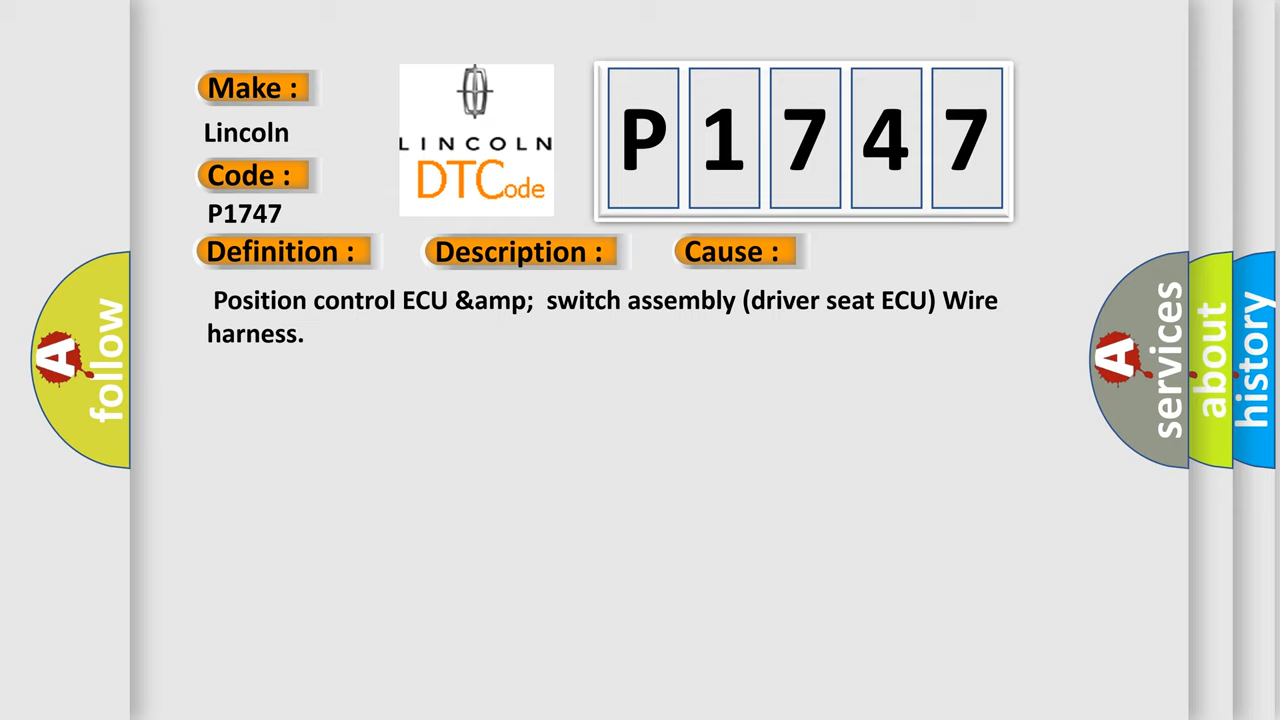 Make :
Lincoln
Code :
P1747
LINCOLN
DTCode
P 1 7 4 7
Definition :
Description :
Cause :
Position control ECU &amp; switch assembly (driver seat ECU) Wire
harness.
A follow
A services
about
history